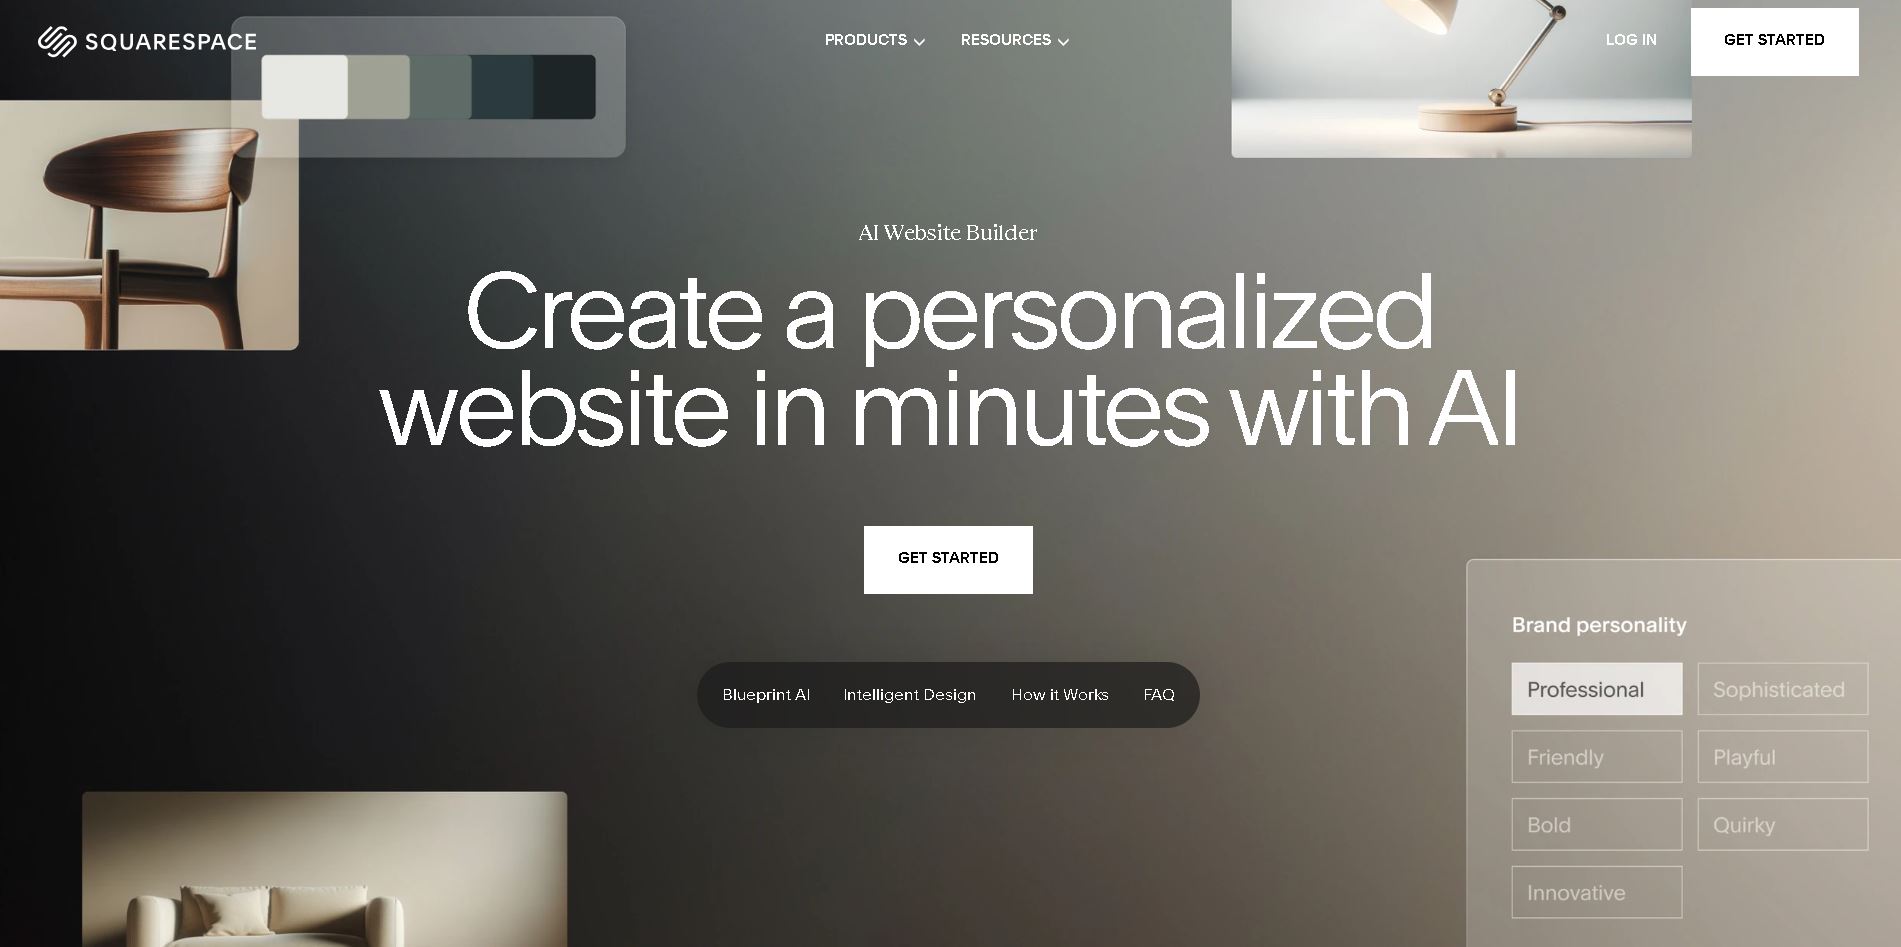 SQUARESPACE
PRODUCTS
RESOURCES
LOG IN
GET STARTED
AI Website Builder
Create a personalized
website in minutes with AI
GET STARTED
Blueprint AI
Intelligent Design
How it Works
FAQ
Brand personality
Professional
Sophisticated
Friendly
Playful
Bold
Quirky
Innovative